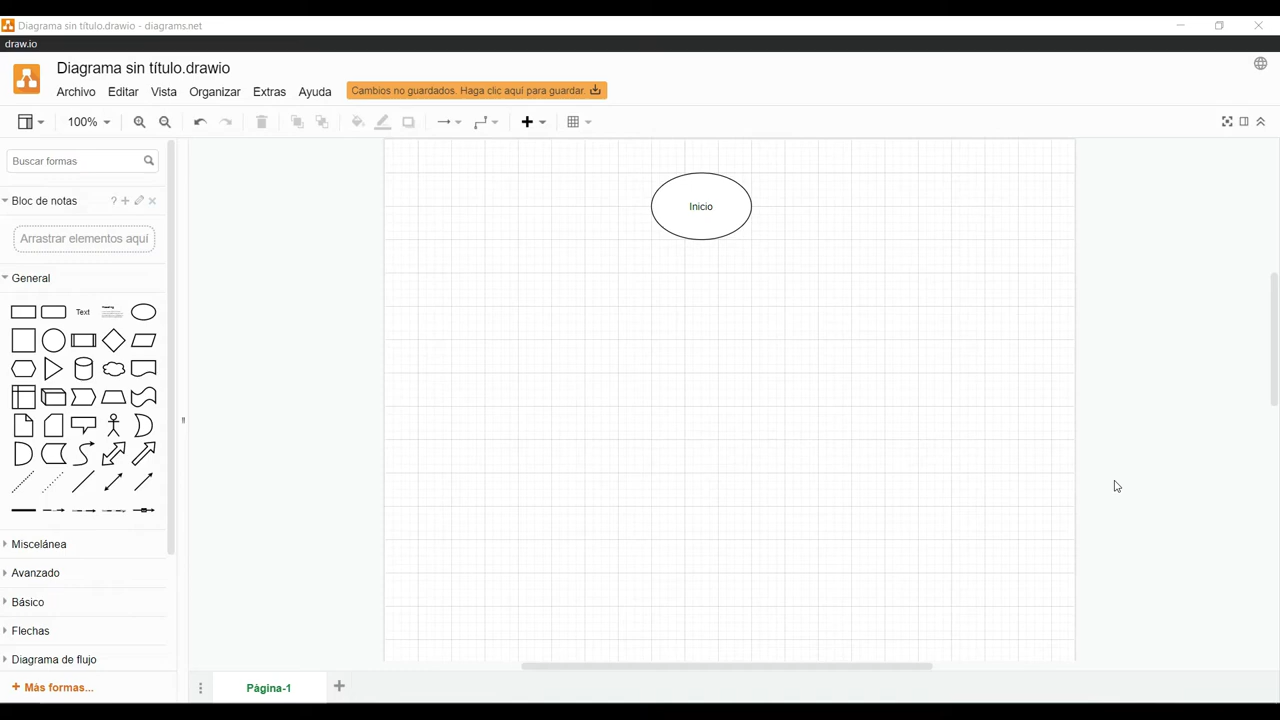 Diagrama sin título.drawio - diagrams.net
draw.io
Diagrama sin título.drawio
Archivo Editar Vista Organizar Extras Ayuda
Cambios no guardados. Haga clic aquí para guardar.
100%
Buscar formas
Bloc de notas
?
Arrastrar elementos aquí
General
Text
Inicio
Miscelánea
Avanzado
Básico
Flechas
Diagrama de flujo
+ Más formas...
Página-1